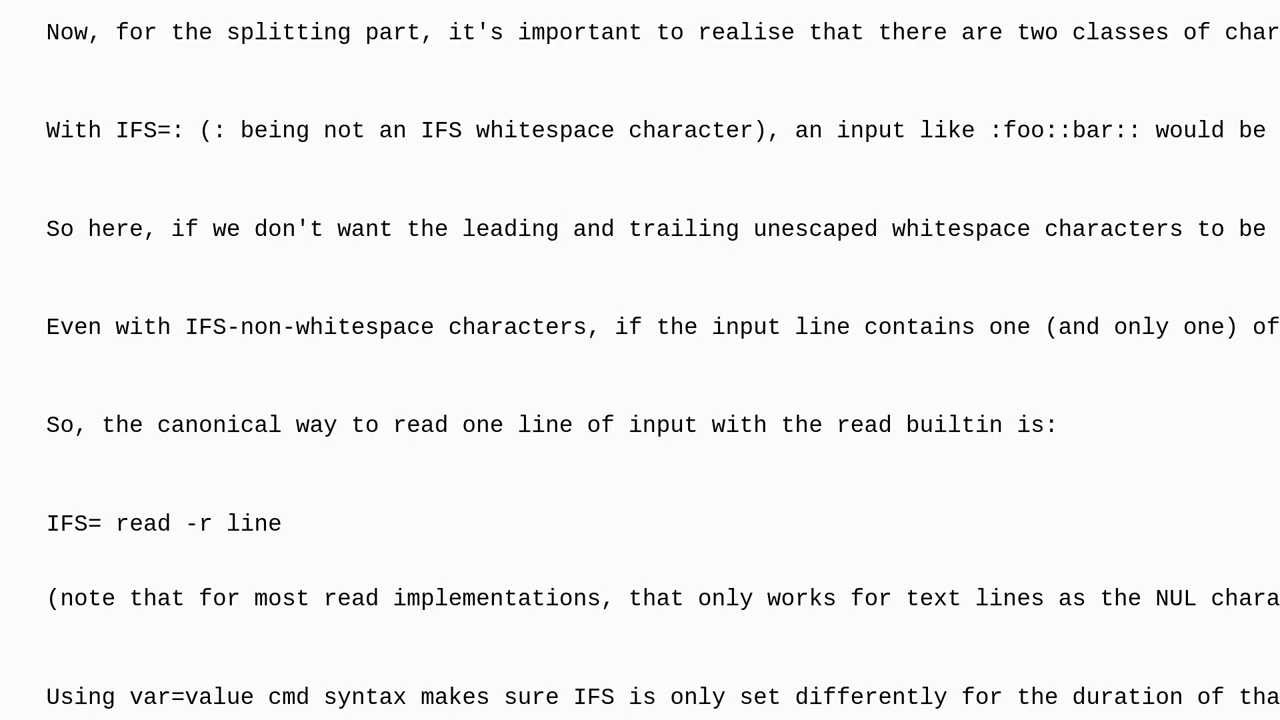 Now, for the splitting part, it's important to realise that there are two classes of char
With IFS=: (: being not an IFS whitespace character), an input like :foo::bar:: would be
So here, if we don't want the leading and trailing unescaped whitespace characters to be
Even with IFS-non-whitespace characters, if the input line contains one (and only one) of
So, the canonical way to read one line of input with the read builtin is:
IFS= read -r line
(note that for most read implementations, that only works for text lines as the NUL chara
Using var=value cmd syntax makes sure IFS is only set differently for the duration of tha